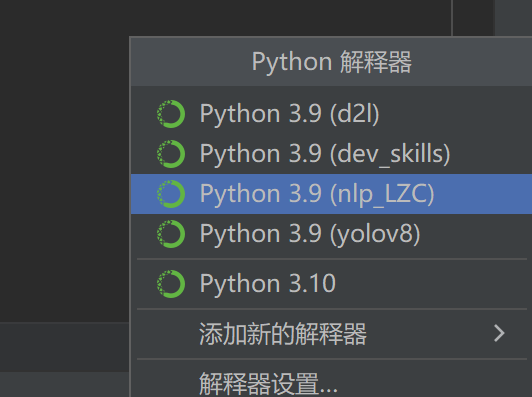 Python 解释器
Python 3.9 (d2l)
Python 3.9 (dev_skills)
Python 3.9 (nlp_LZC)
Python 3.9 (yolov8)
Python 3.10
添加新的解释器
解释器设置...